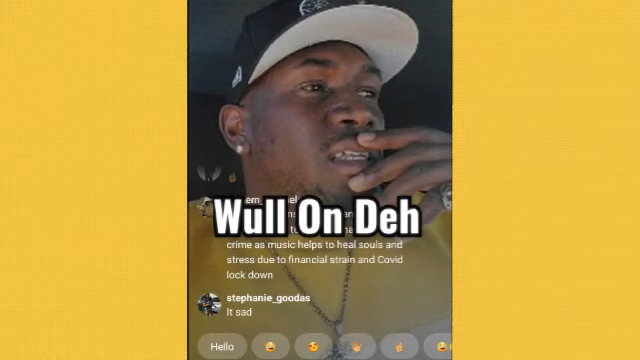 Wull On Deh
crime as music helps to heal souls and
stress due to financial strain and Covid
lock down
stephanie_goodas
It sad
Hello